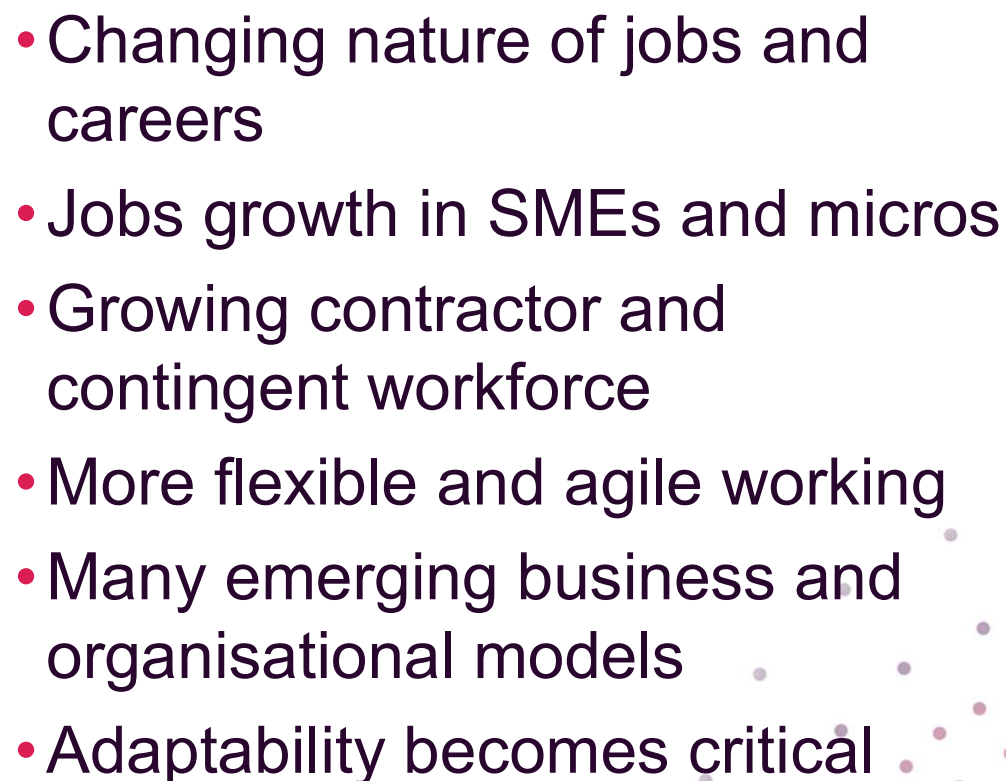 • Changing nature of jobs and
careers
• Jobs growth in SMEs and micros
• Growing contractor and
contingent workforce
• More flexible and agile working
• Many emerging business and
organisational models
• Adaptability becomes critical